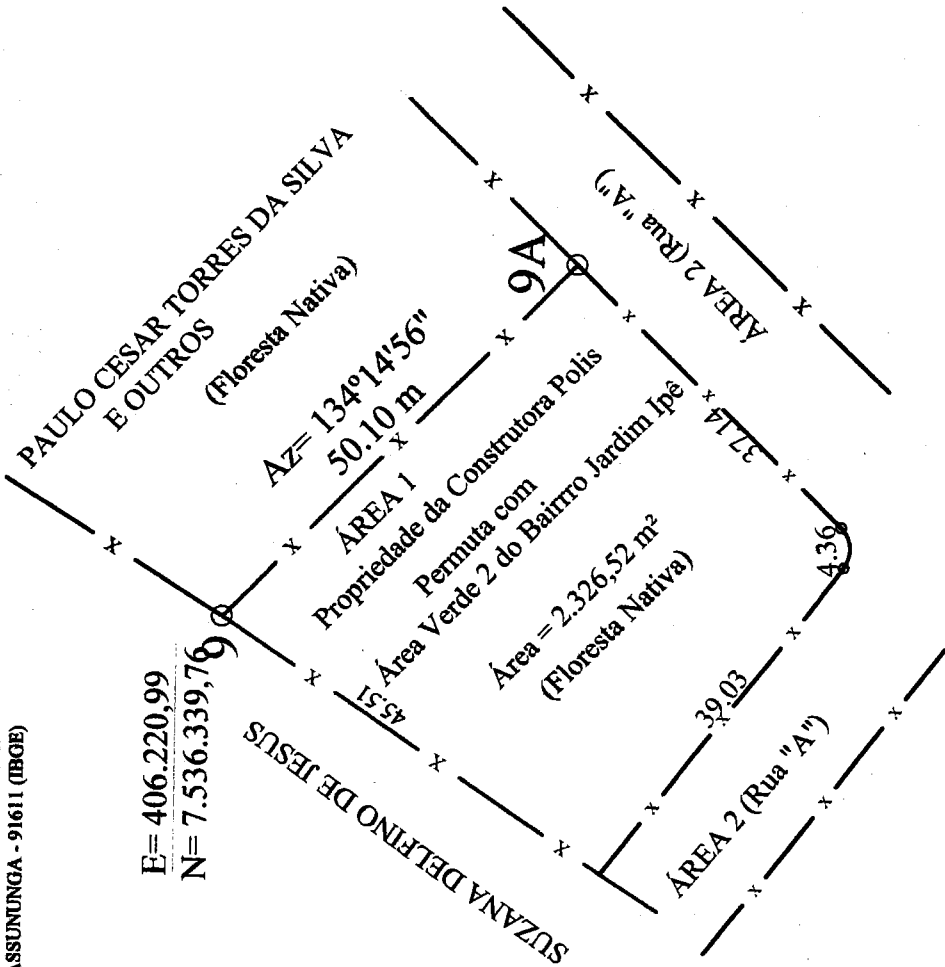 ASSUNUNGA - 91611 (IBGE)
E= 406.220,99
N= 7.536.339,76
PAULO CESAR TORRES DA SILVA
E OUTROS
(Floresta Nativa)
Az= 134º14'56"
50.10 m
9
9A
ÁREA 1
Propriedade da Construtora Polis
Permuta com
Área Verde 2 do Bairrro Jardim Ipê
Área = 2.326,52 m²
(Floresta Nativa)
45.51
37.14
4.36
39.03
SUZANA DELFINO DE JESUS
ÁREA 2 (Rua "A")
ÁREA 2 (Rua "A")